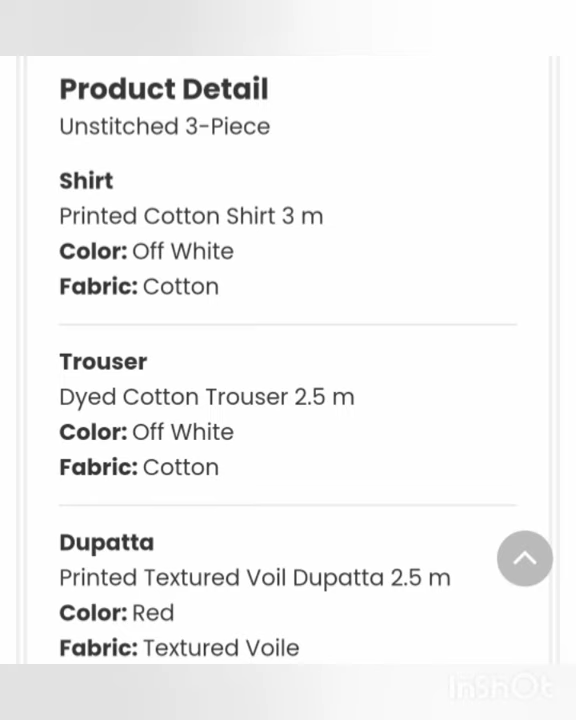 Product Detail
Unstitched 3-Piece
Shirt
Printed Cotton Shirt 3 m
Color: Off White
Fabric: Cotton
Trouser
Dyed Cotton Trouser 2.5 m
Color: Off White
Fabric: Cotton
Dupatta
Printed Textured Voil Dupatta 2.5 m
Color: Red
Fabric: Textured Voile
InShOt